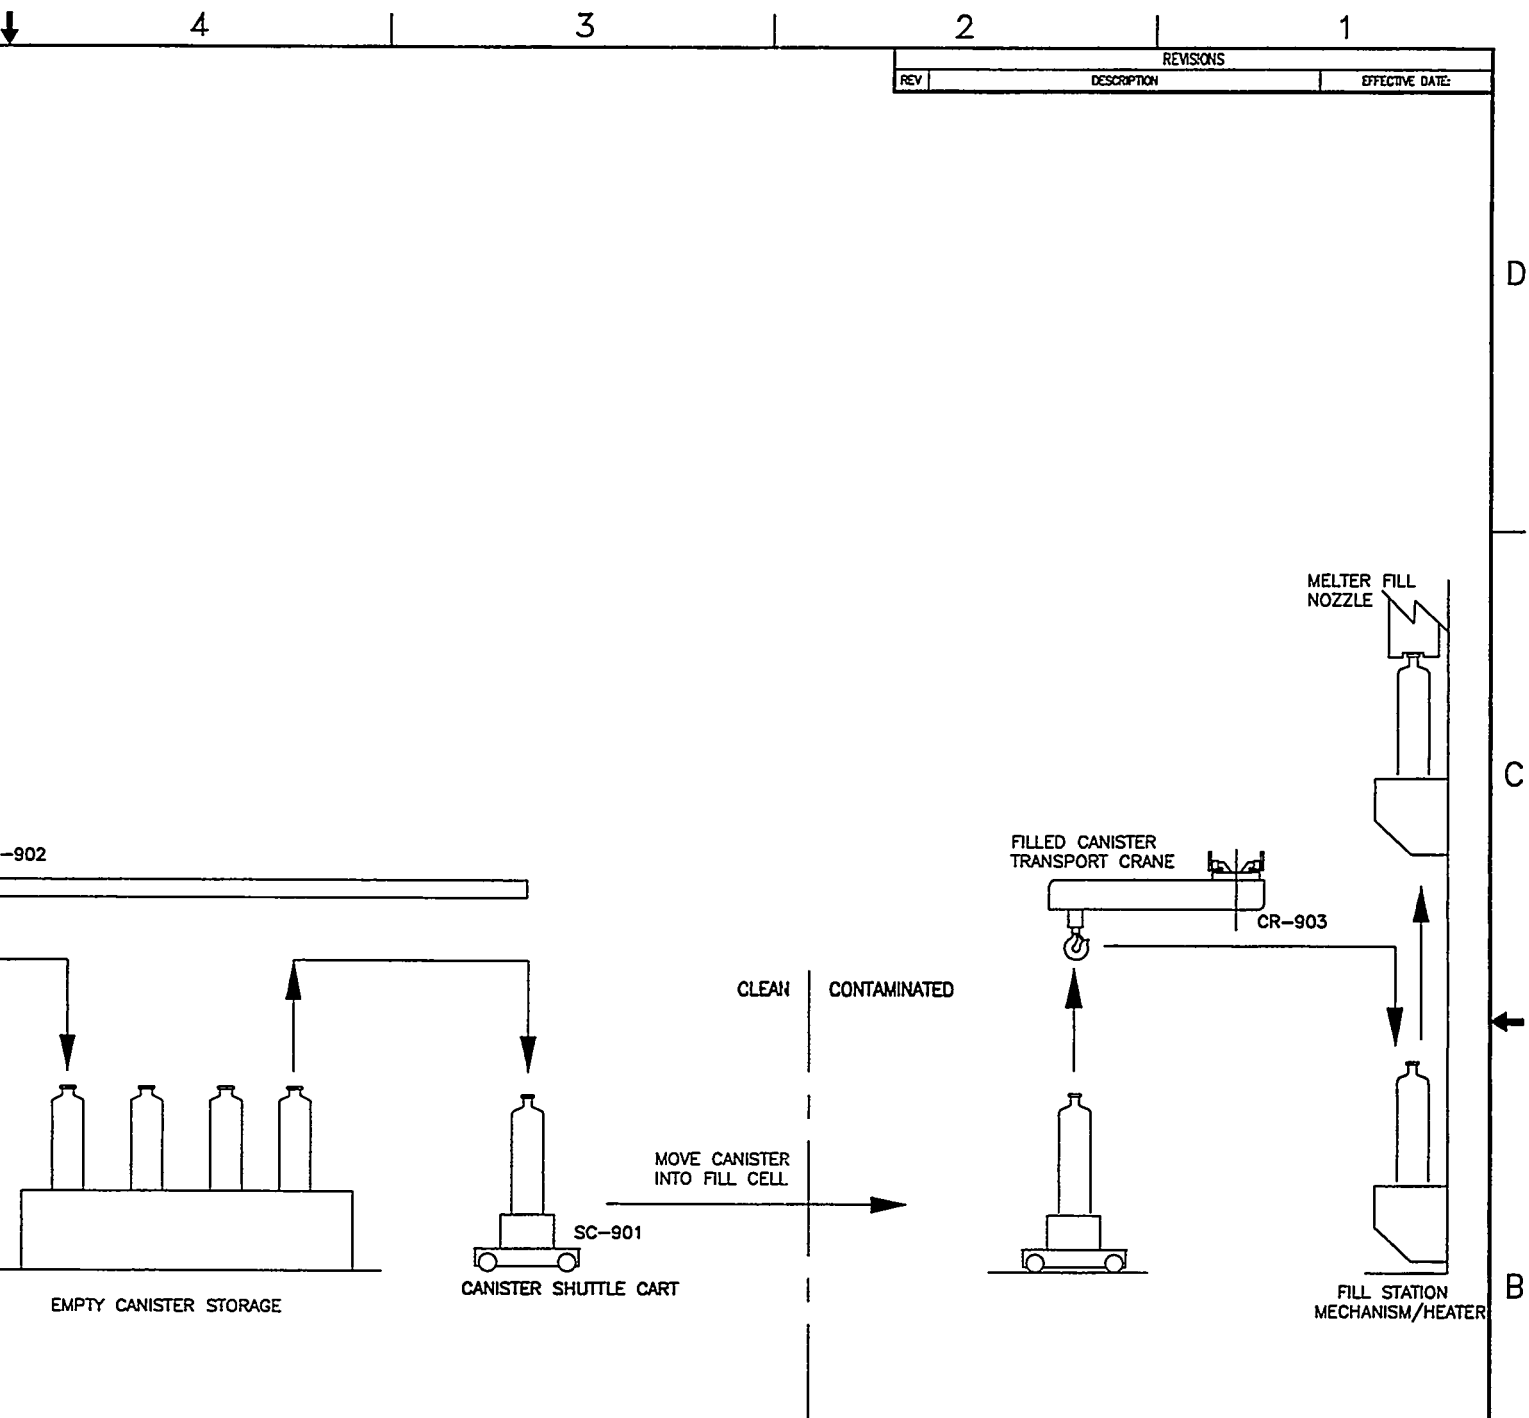 4 3 2 1
REVISIONS
REV DESCRIPTION EFFECTIVE DATE:
D
MELTER FILL
NOZZLE
C
-902
FILLED CANISTER
TRANSPORT CRANE
CR-903
CLEAN CONTAMINATED
MOVE CANISTER
INTO FILL CELL
SC-901
CANISTER SHUTTLE CART
EMPTY CANISTER STORAGE
B
FILL STATION
MECHANISM/HEATER